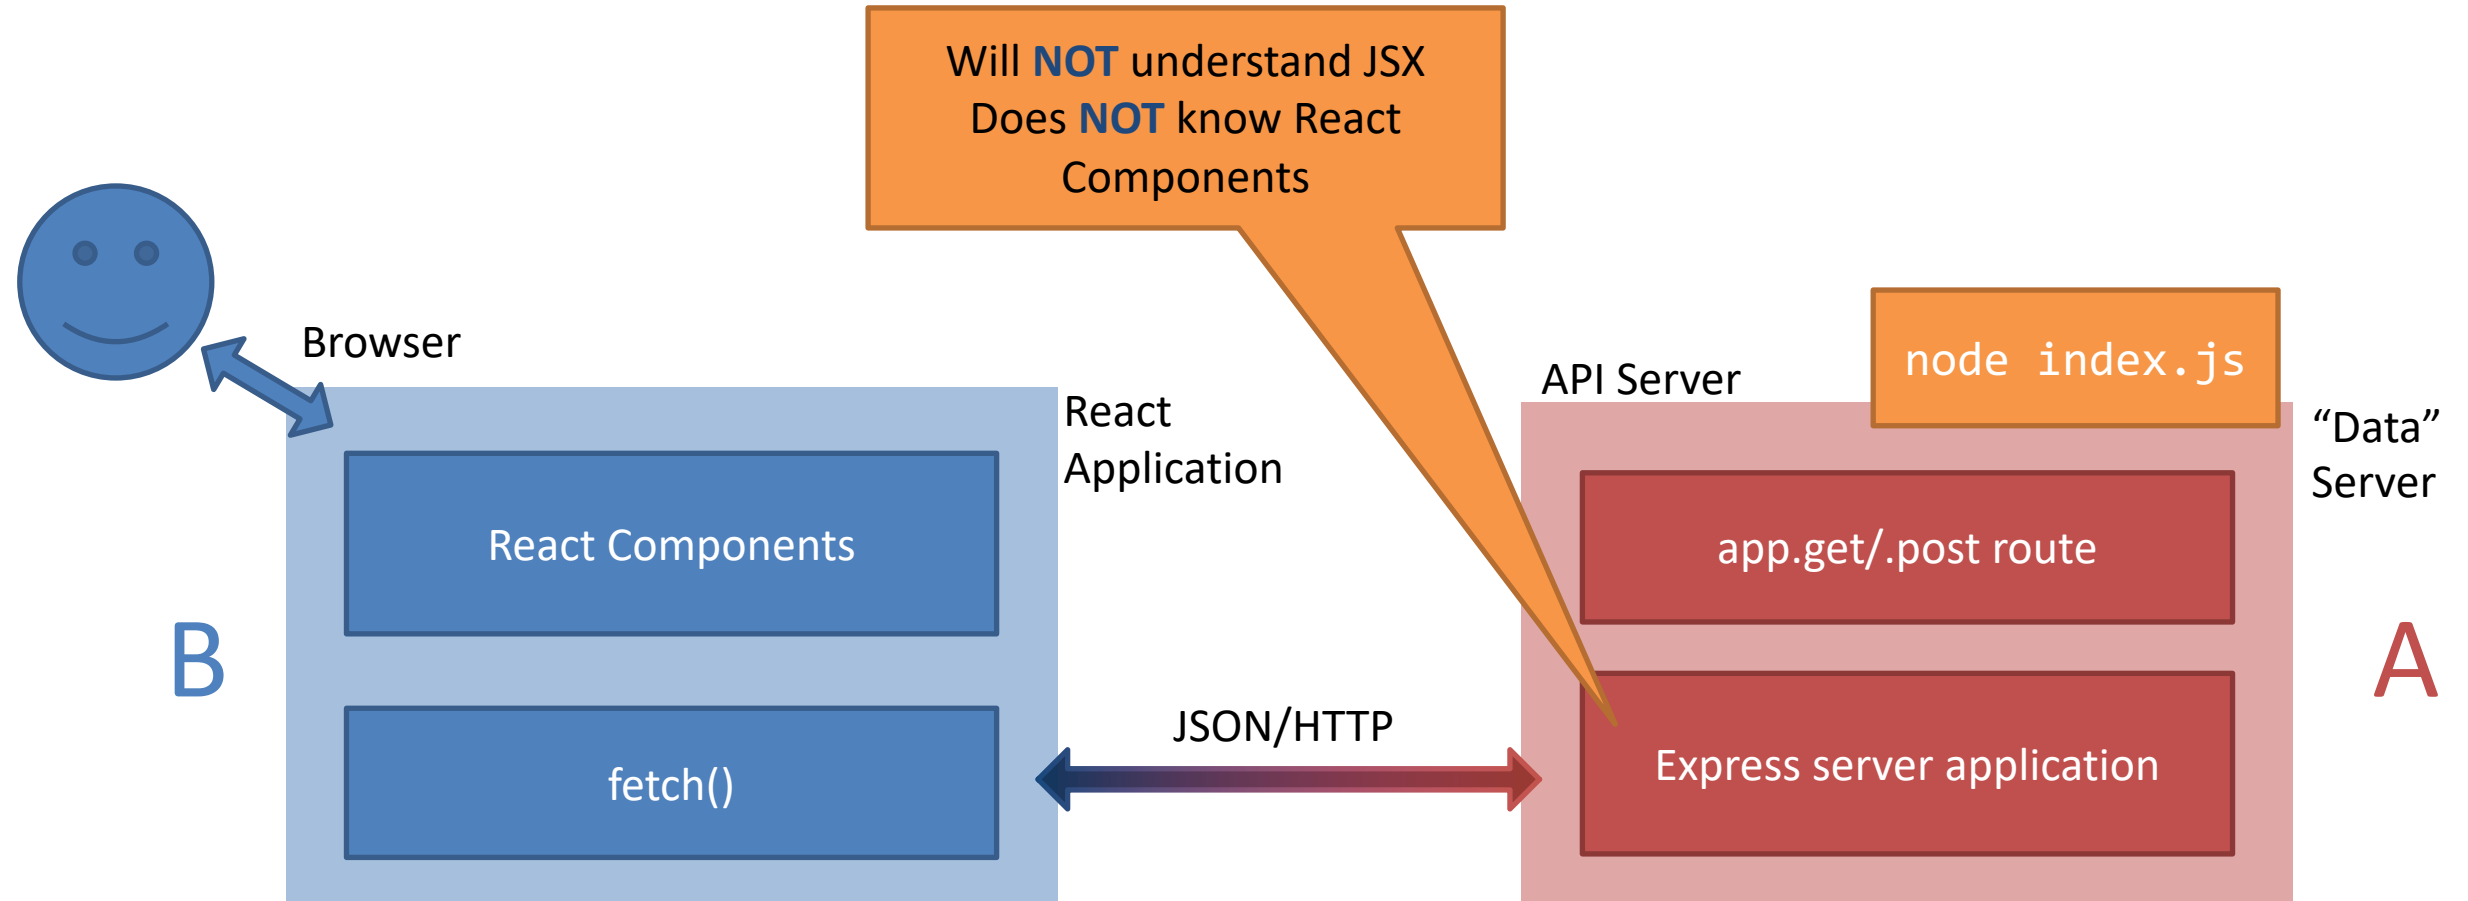 Will NOT understand JSX
Does NOT know React
Components
Browser
React
Application
React Components
fetch()
B
JSON/HTTP
API Server
node index.js
“Data”
Server
app.get/.post route
Express server application
A